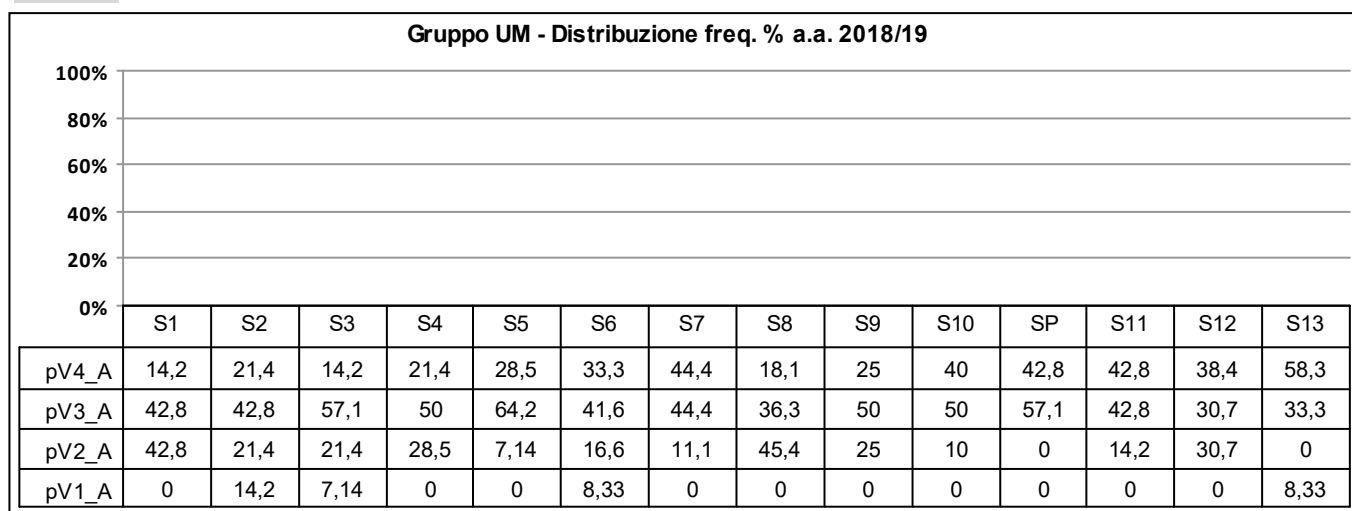 Gruppo UM - Distribuzione freq. % a.a. 2018/19
100%
80%
60%
40%
20%
0%
S1 S2 S3 S4 S5 S6 S7 S8 S9 S10 SP S11 S12 S13
pV4_A 14,2 21,4 14,2 21,4 28,5 33,3 44,4 18,1 25 40 42,8 42,8 38,4 58,3
pV3_A 42,8 42,8 57,1 50 64,2 41,6 44,4 36,3 50 50 57,1 42,8 30,7 33,3
pV2_A 42,8 21,4 21,4 28,5 7,14 16,6 11,1 45,4 25 10 0 14,2 30,7 0
pV1_A 0 14,2 7,14 0 0 8,33 0 0 0 0 0 0 0 8,33